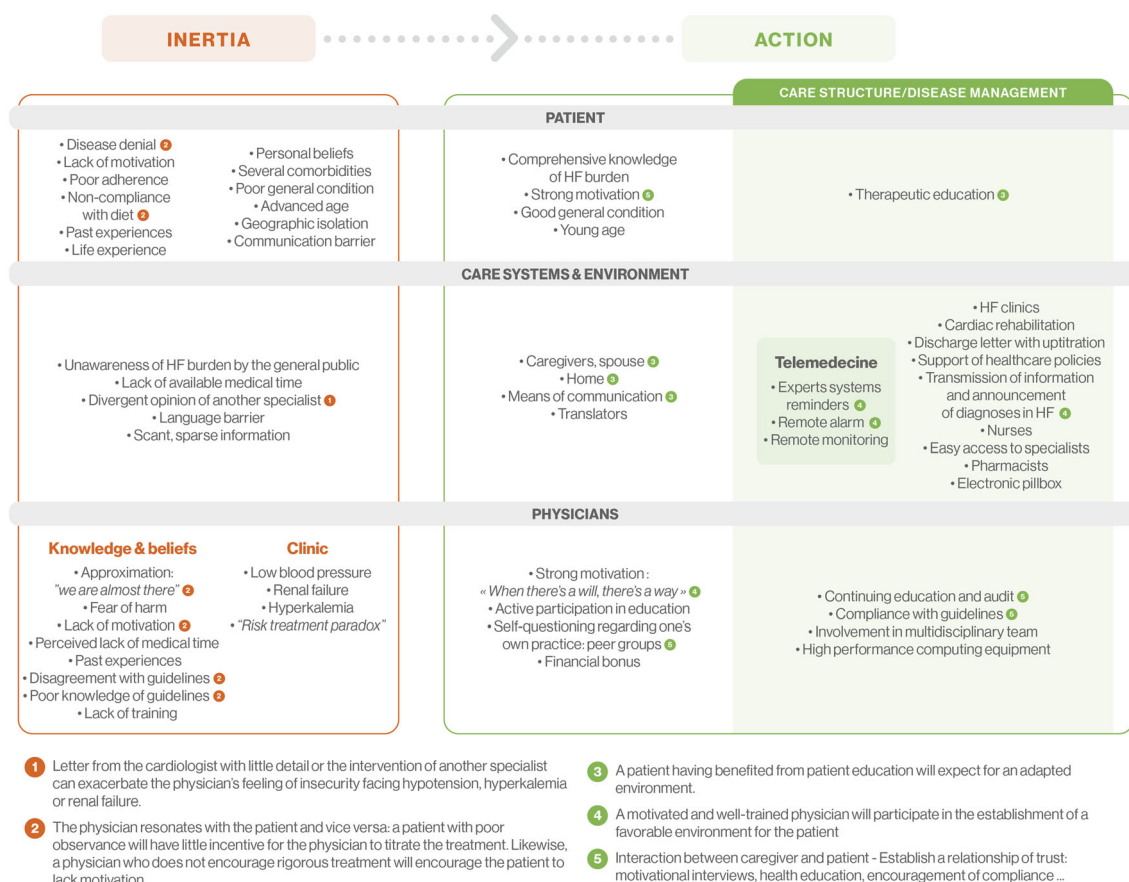 INERTIA
ACTION
CARE STRUCTURE/DISEASE MANAGEMENT
PATIENT
• Disease denial 2
• Lack of motivation
• Poor adherence
• Non-compliance
with diet 2
• Past experiences
• Life experience
• Personal beliefs
• Several comorbidities
• Poor general condition
• Advanced age
• Geographic isolation
• Communication barrier
• Comprehensive knowledge
of HF burden
• Strong motivation 5
• Good general condition
• Young age
• Therapeutic education 3
CARE SYSTEMS & ENVIRONMENT
• Unawareness of HF burden by the general public
• Lack of available medical time
• Divergent opinion of another specialist 1
• Language barrier
• Scant, sparse information
• Caregivers, spouse 3
• Home 3
• Means of communication 3
• Translators
Telemedecine
• Experts systems
reminders 4
• Remote alarm 4
• Remote monitoring
• HF clinics
• Cardiac rehabilitation
• Discharge letter with uptitration
• Support of healthcare policies
• Transmission of information
and announcement
of diagnoses in HF 4
• Nurses
• Easy access to specialists
• Pharmacists
• Electronic pillbox
PHYSICIANS
Knowledge & beliefs
• Approximation:
"we are almost there" 2
• Fear of harm
• Lack of motivation 2
• Perceived lack of medical time
• Past experiences
• Disagreement with guidelines 2
• Poor knowledge of guidelines 2
• Lack of training
Clinic
• Low blood pressure
• Renal failure
• Hyperkalemia
• “Risk treatment paradox”
• Strong motivation :
« When there's a will, there's a way » 4
• Active participation in education
• Self-questioning regarding one's
own practice: peer groups 5
• Financial bonus
• Continuing education and audit 5
• Compliance with guidelines 5
• Involvement in multidisciplinary team
• High performance computing equipment
1 Letter from the cardiologist with little detail or the intervention of another specialist
can exacerbate the physician's feeling of insecurity facing hypotension, hyperkalemia
or renal failure.
2 The physician resonates with the patient and vice versa: a patient with poor
observance will have little incentive for the physician to titrate the treatment. Likewise,
a physician who does not encourage rigorous treatment will encourage the patient to
lack motivation
3 A patient having benefited from patient education will expect for an adapted
environment.
4 A motivated and well-trained physician will participate in the establishment of a
favorable environment for the patient
5 Interaction between caregiver and patient - Establish a relationship of trust:
motivational interviews, health education, encouragement of compliance ...